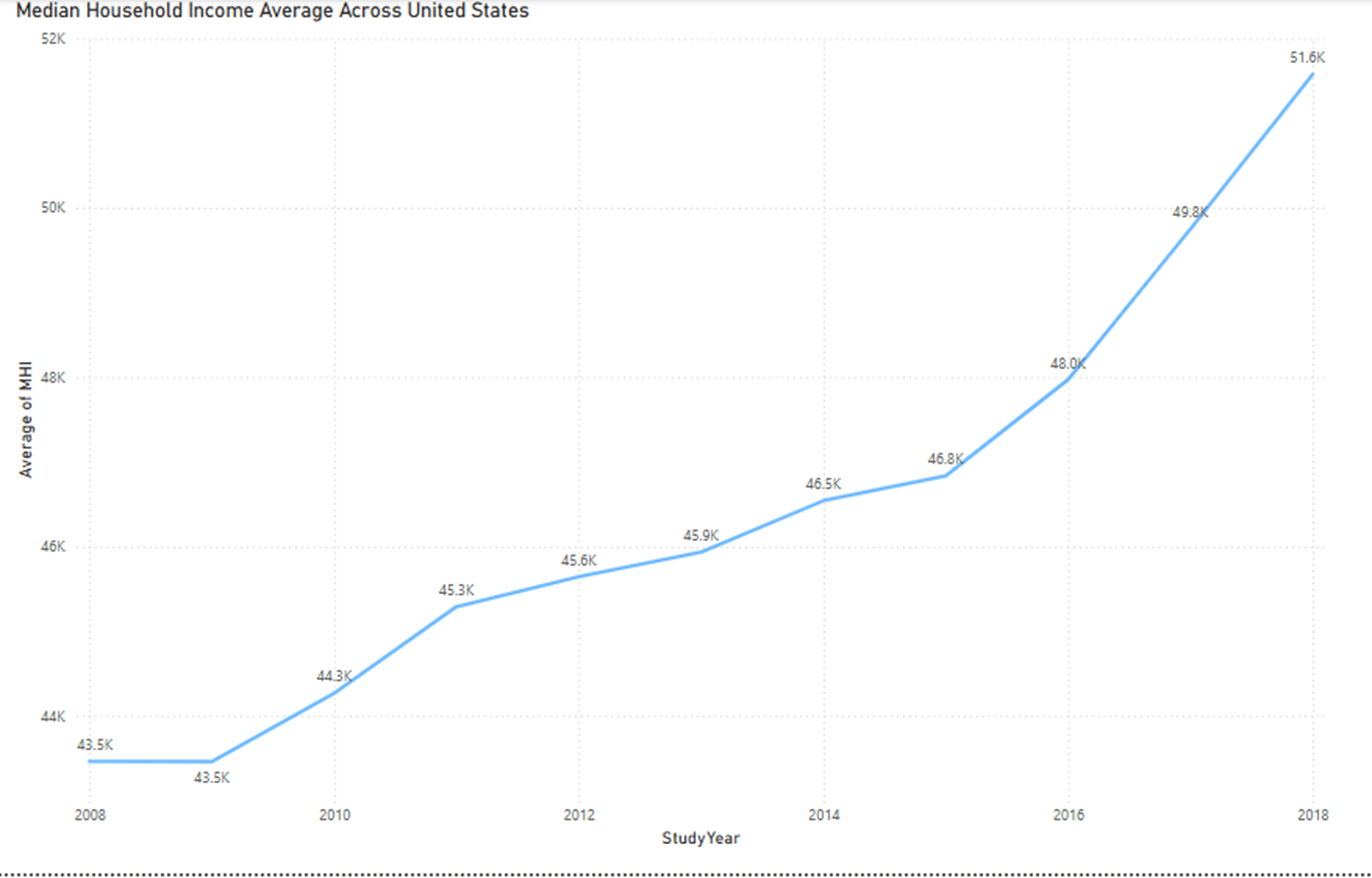 Median Household Income Average Across United States
52K
50K
48K
46K
44K
Average of MHI
43.5K
43.5K
44.3K
45.3K
45.6K
45.9K
46.5K
46.8K
48.0K
49.8K
51.6K
2008 2010 2012 2014 2016 2018
StudyYear